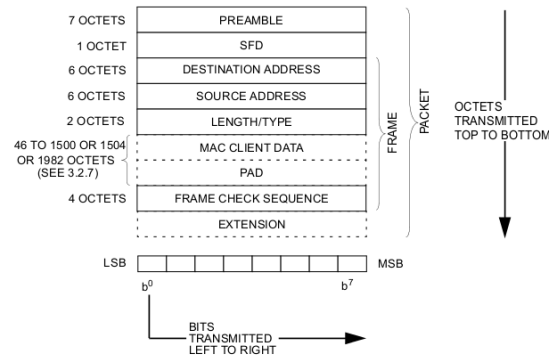 7 OCTETS PREAMBLE
1 OCTET SFD
6 OCTETS DESTINATION ADDRESS
6 OCTETS SOURCE ADDRESS
2 OCTETS LENGTH/TYPE
46 TO 1500 OR 1504
OR 1982 OCTETS
(SEE 3.2.7)
MAC CLIENT DATA
PAD
4 OCTETS FRAME CHECK SEQUENCE
EXTENSION
FRAME
PACKET
OCTETS
TRANSMITTED
TOP TO BOTTOM
LSB MSB
b0 b7
BITS
TRANSMITTED
LEFT TO RIGHT